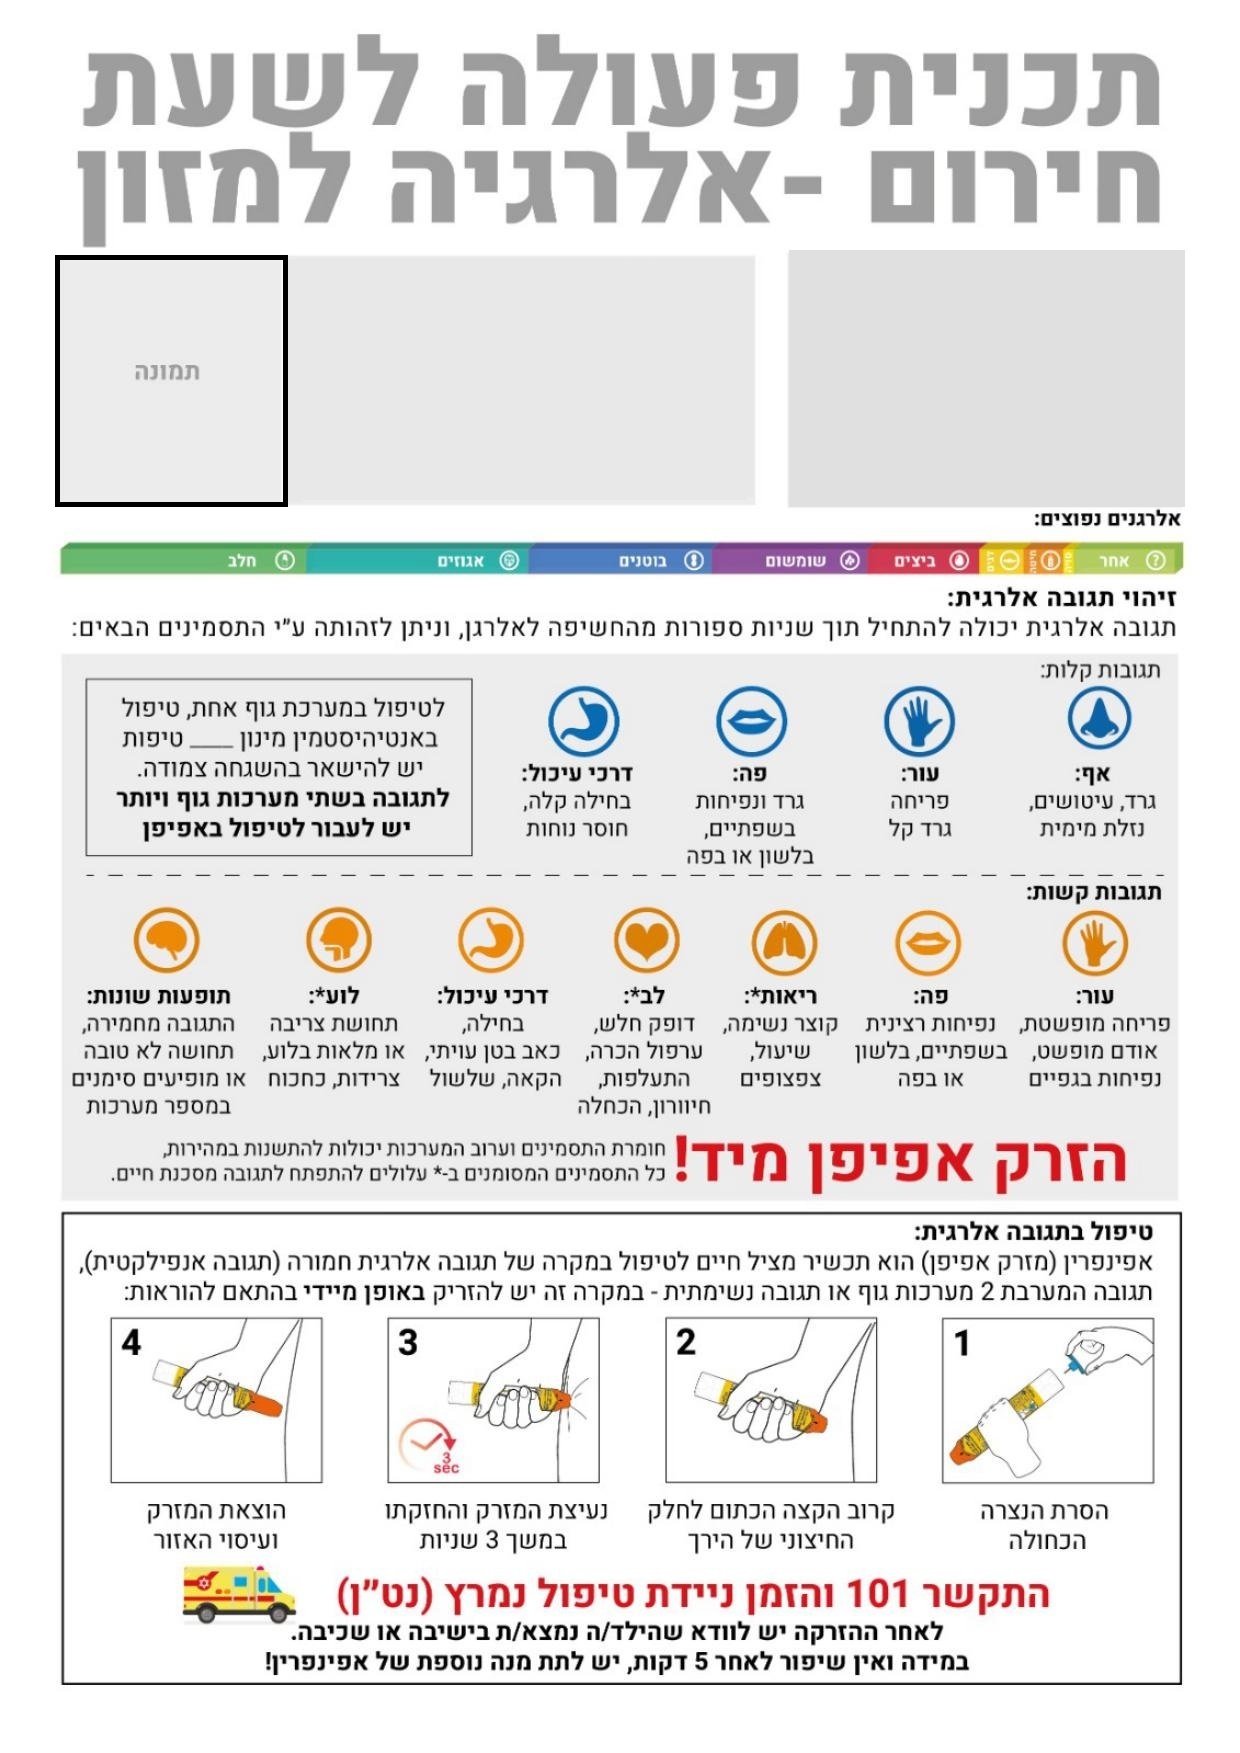 תכנית פעולה לשעת
חירום -אלרגיה למזון
תמונה
אלרגנים נפוצים:
אחר
סויה
חיטה
דגים
ביצים
שומשום
בוטנים
אגוזים
חלב
זיהוי תגובה אלרגית:
תגובה אלרגית יכולה להתחיל תוך שניות ספורות מהחשיפה לאלרגן, וניתן לזהותה ע״י התסמינים הבאים:
תגובות קלות:
אף:
גרד, עיטושים,
נזלת מימית
עור:
פריחה
גרד קל
פה:
גרד ונפיחות
בשפתיים,
בלשון או בפה
דרכי עיכול:
בחילה קלה,
חוסר נוחות
לטיפול במערכת גוף אחת, טיפול
באנטיהיסטמין מינון ____ טיפות
יש להישאר בהשגחה צמודה.
לתגובה בשתי מערכות גוף ויותר
יש לעבור לטיפול באפיפן
תגובות קשות:
עור:
פריחה מופשטת,
אודם מופשט,
נפיחות בגפיים
פה:
נפיחות רצינית
בשפתיים, בלשון
או בפה
ריאות*:
קוצר נשימה,
שיעול,
צפצופים
לב*:
דופק חלש,
ערפול הכרה,
התעלפות,
חיוורון, הכחלה
דרכי עיכול:
בחילה,
כאב בטן עויתי,
הקאה, שלשול
לוע*:
תחושת צריבה
או מלאות בלוע,
צרידות, כחכוח
תופעות שונות:
התגובה מחמירה,
תחושה לא טובה
או מופיעים סימנים
במספר מערכות
הזרק אפיפן מיד!
חומרת התסמינים וערוב המערכות יכולות להתשנות במהירות,
כל התסמינים המסומנים ב-* עלולים להתפתח לתגובה מסכנת חיים.
טיפול בתגובה אלרגית:
אפינפרין (מזרק אפיפן) הוא תכשיר מציל חיים לטיפול במקרה של תגובה אלרגית חמורה (תגובה אנפילקטית),
תגובה המערבת 2 מערכות גוף או תגובה נשימתית - במקרה זה יש להזריק באופן מיידי בהתאם להוראות:
1
הסרת הנצרה
הכחולה
2
קרוב הקצה הכתום לחלק
החיצוני של הירך
3
3
sec
נעיצת המזרק והחזקתו
במשך 3 שניות
4
הוצאת המזרק
ועיסוי האזור
התקשר 101 והזמן ניידת טיפול נמרץ (נט״ן)
לאחר ההזרקה יש לוודא שהילד/ה נמצא/ת בישיבה או שכיבה.
במידה ואין שיפור לאחר 5 דקות, יש לתת מנה נוספת של אפינפרין!